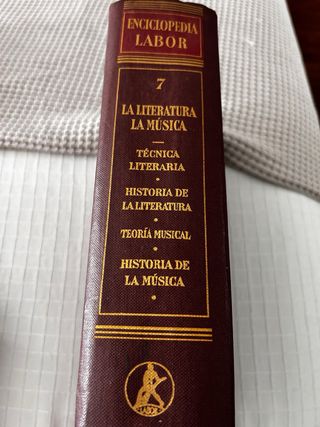 ENCICLOPEDIA
LABOR
7
LA LITERATURA
LA MÚSICA
TÉCNICA
LITERARIA
HISTORIA DE
LA LITERATURA
TEORÍA MUSICAL
HISTORIA DE
LA MÚSICA
LABOR